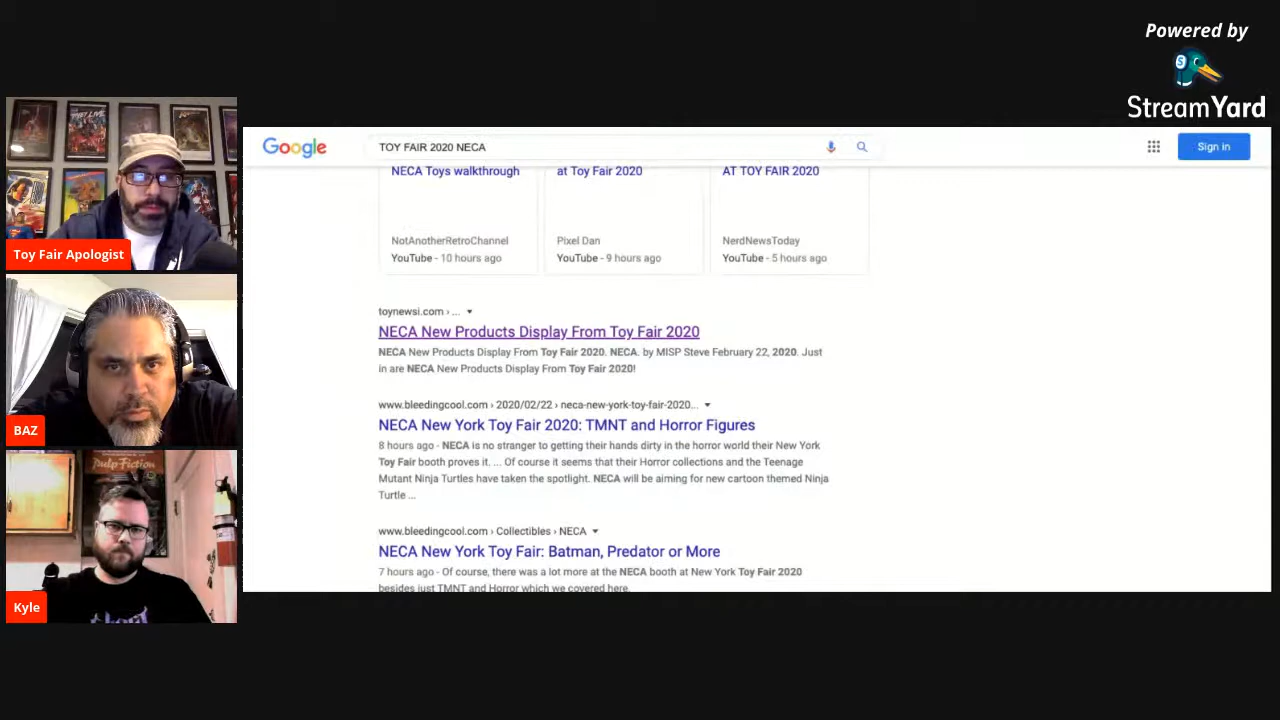 Powered by
StreamYard
Google
TOY FAIR 2020 NECA
Sign in
NECA Toys walkthrough
at Toy Fair 2020
AT TOY FAIR 2020
NotAnotherRetroChannel
YouTube - 10 hours ago
Pixel Dan
YouTube - 9 hours ago
NerdNewsToday
YouTube - 5 hours ago
toynewsi.com › ...
NECA New Products Display From Toy Fair 2020
NECA New Products Display From Toy Fair 2020. NECA. by MISP Steve February 22, 2020. Just
in are NECA New Products Display From Toy Fair 2020!
www.bleedingcool.com › 2020/02/22 › neca-new-york-toy-fair-2020...
NECA New York Toy Fair 2020: TMNT and Horror Figures
8 hours ago - NECA is no stranger to getting their hands dirty in the horror world their New York
Toy Fair booth proves it. ... Of course it seems that their Horror collections and the Teenage
Mutant Ninja Turtles have taken the spotlight. NECA will be aiming for new cartoon themed Ninja
Turtle ...
www.bleedingcool.com › Collectibles › NECA
NECA New York Toy Fair: Batman, Predator or More
7 hours ago - Of course, there was a lot more at the NECA booth at New York Toy Fair 2020
besides just TMNT and Horror which we covered here.
THEY LIVE
Toy Fair Apologist
BAZ
Pulp Fiction
Kyle